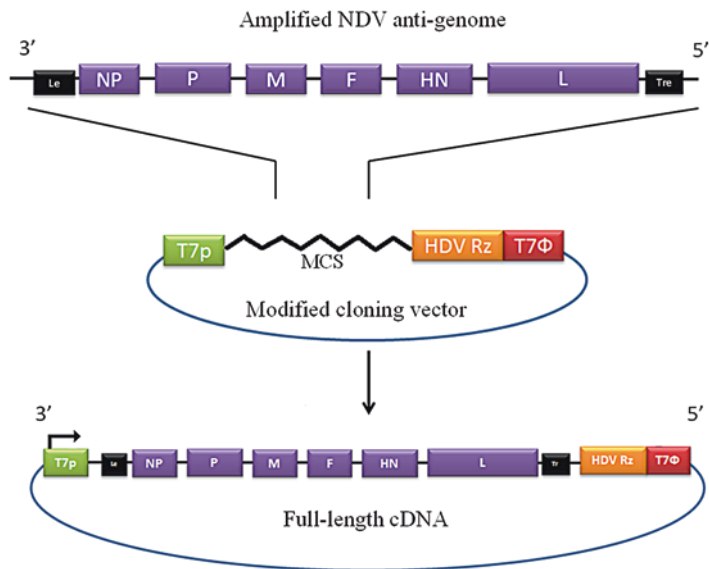 Amplified NDV anti-genome
3’ 5’
Le NP P M F HN L Tre
T7p MCS HDV Rz T7Φ
Modified cloning vector
3’ 5’
T7p Le NP P M F HN L Tr HDV Rz T7Φ
Full-length cDNA